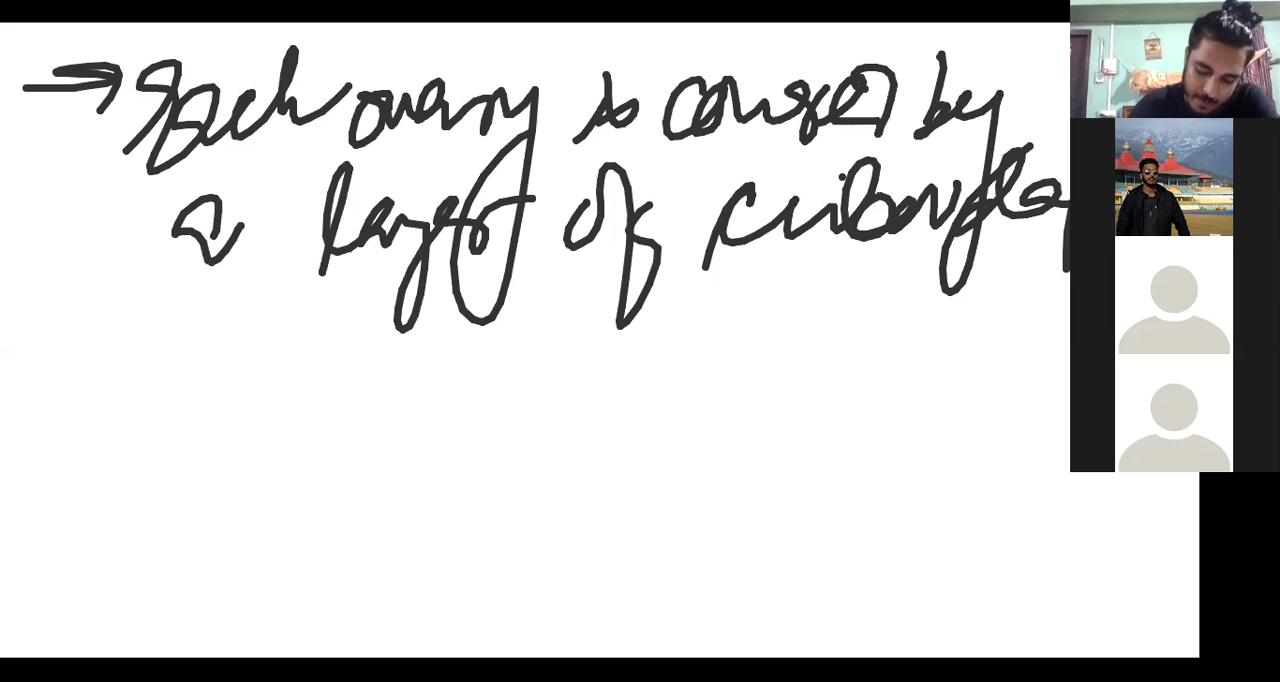 → Each ovary is covered by
a layer of